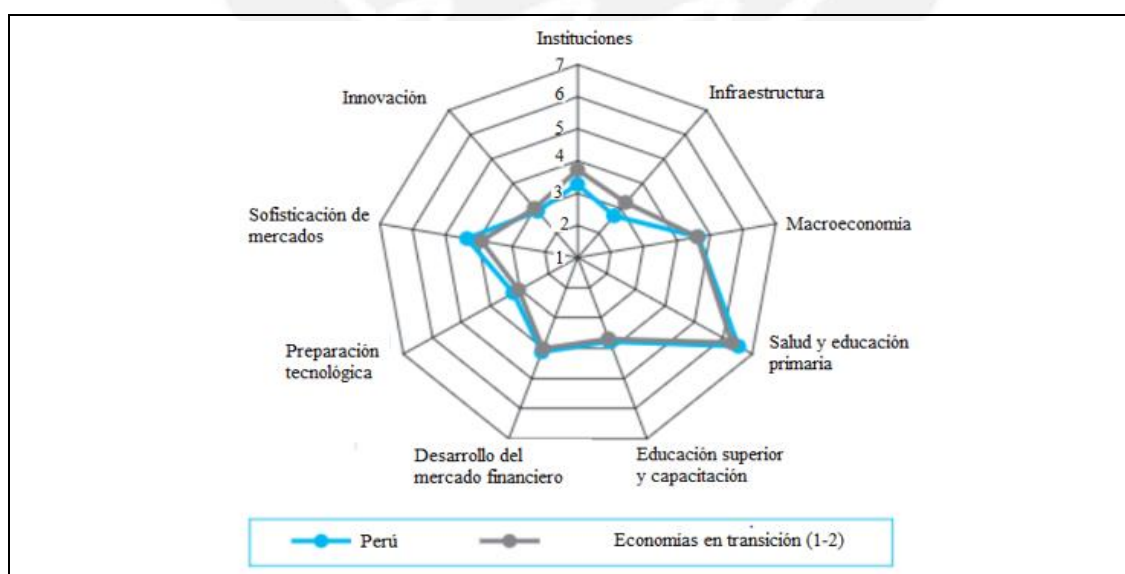 Instituciones
7
6
5
4
3
2
1
Infraestructura
Macroeconomía
Salud y educación
primaria
Educación superior
y capacitación
Desarrollo del
mercado financiero
Preparación
tecnológica
Sofisticación de
mercados
Innovación
Perú
Economías en transición (1-2)